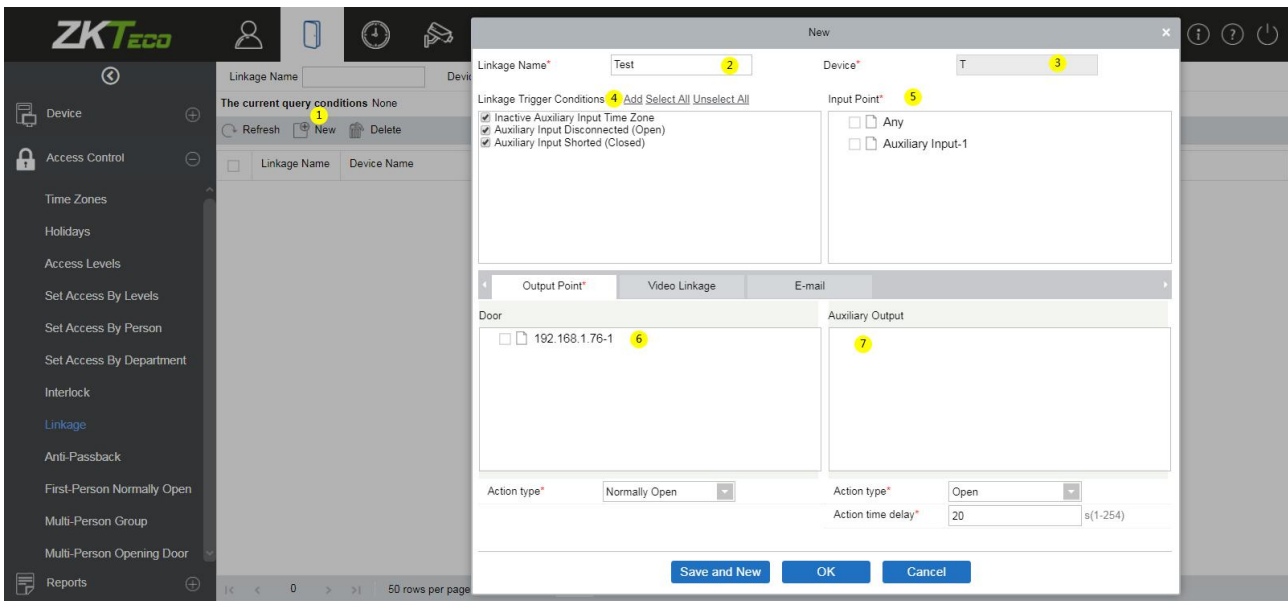 ZKTECO
New
Linkage Name
Devic
Linkage Name* Test 2
Device* T 3
The current query conditions None
1
Refresh New Delete
Linkage Trigger Conditions 4 Add Select All Unselect All
Input Point* 5
Inactive Auxiliary Input Time Zone
Auxiliary Input Disconnected (Open)
Auxiliary Input Shorted (Closed)
Any
Auxiliary Input-1
Linkage Name Device Name
Device
Access Control
Time Zones
Holidays
Access Levels
Set Access By Levels
Set Access By Person
Set Access By Department
Interlock
Linkage
Anti-Passback
First-Person Normally Open
Multi-Person Group
Multi-Person Opening Door
Reports
Output Point* Video Linkage E-mail
Door
Auxiliary Output
192.168.1.76-1 6
7
Action type* Normally Open
Action type* Open
Action time delay* 20 s(1-254)
Save and New OK Cancel
0 50 rows per page